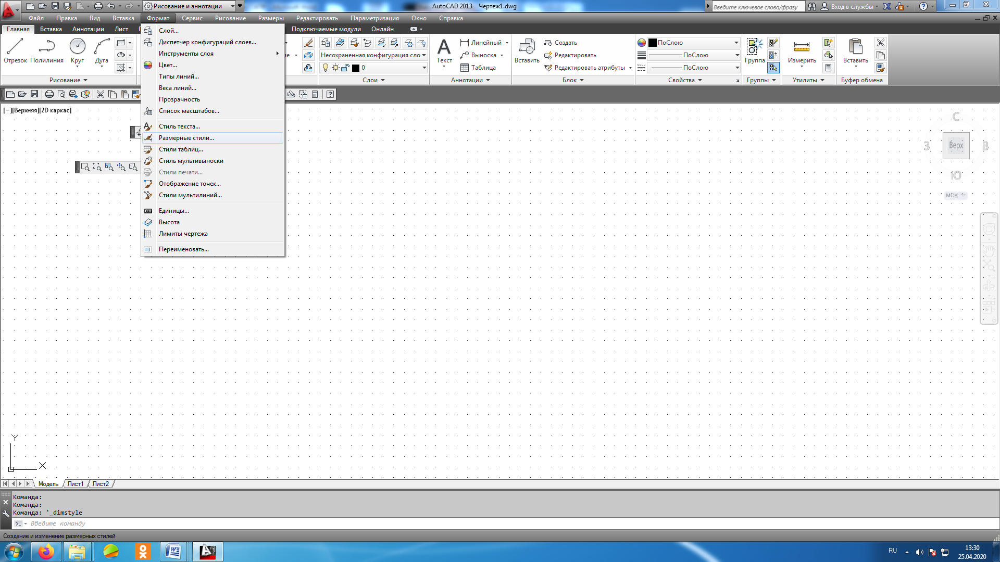 Рисование и аннотации
AutoCAD 2013 Чертеж1.dwg
Введите ключевое слово/фразу
Вход в службы
Файл Правка Вид Вставка Формат Сервис Рисование Размеры Редактировать Параметризация Окно Справка
Главная Вставка Аннотации Лист Подключаемые модули Онлайн
Слой...
Диспетчер конфигураций слоев...
Инструменты слоя
Цвет...
Типы линий...
Веса линий...
Прозрачность
Список масштабов...
Стиль текста...
Размерные стили...
Стили таблиц...
Стиль мультивыноски
Стили печати...
Отображение точек...
Стили мультилиний...
Единицы...
Высота
Лимиты чертежа
Переименовать...
Отрезок Полилиния Круг Дуга
Рисование
Несохраненная конфигурация сло
0
Слои
Текст
Линейный
Выноска
Таблица
Аннотации
Вставить
Создать
Редактировать
Редактировать атрибуты
Блок
ПоСлою
ПоСлою
ПоСлою
Свойства
Группа
Группы
Измерить
Утилиты
Вставить
Буфер обмена
[−][Верхняя][2D каркас]
С
З Верх В
Ю
МСК
Y
X
Модель Лист1 Лист2
Команда:
Команда:
Команда: '_dimstyle
Введите команду
Создание и изменение размерных стилей
RU
13:30
25.04.2020